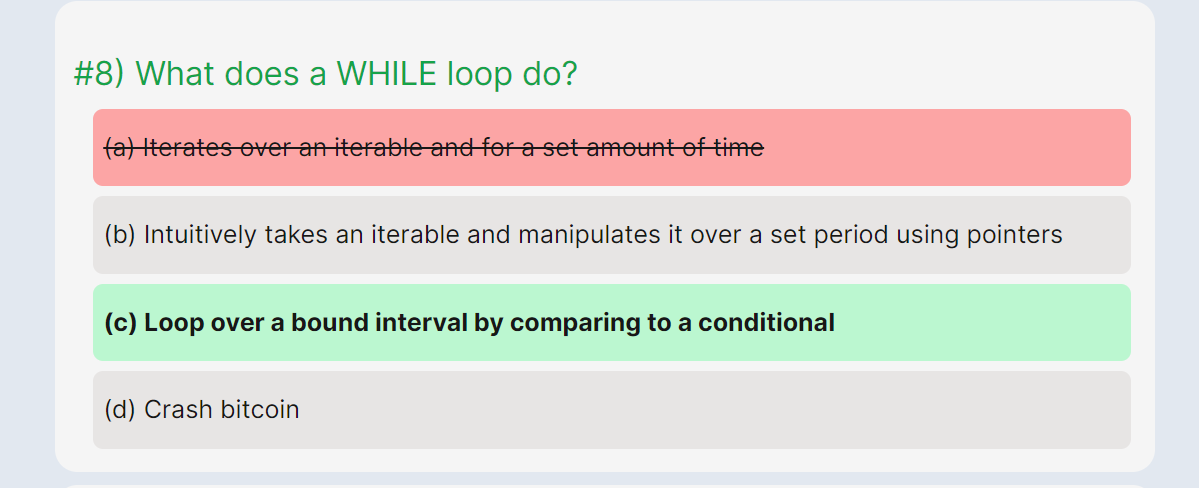 #8) What does a WHILE loop do?
(a) Iterates over an iterable and for a set amount of time
(b) Intuitively takes an iterable and manipulates it over a set period using pointers
(c) Loop over a bound interval by comparing to a conditional
(d) Crash bitcoin